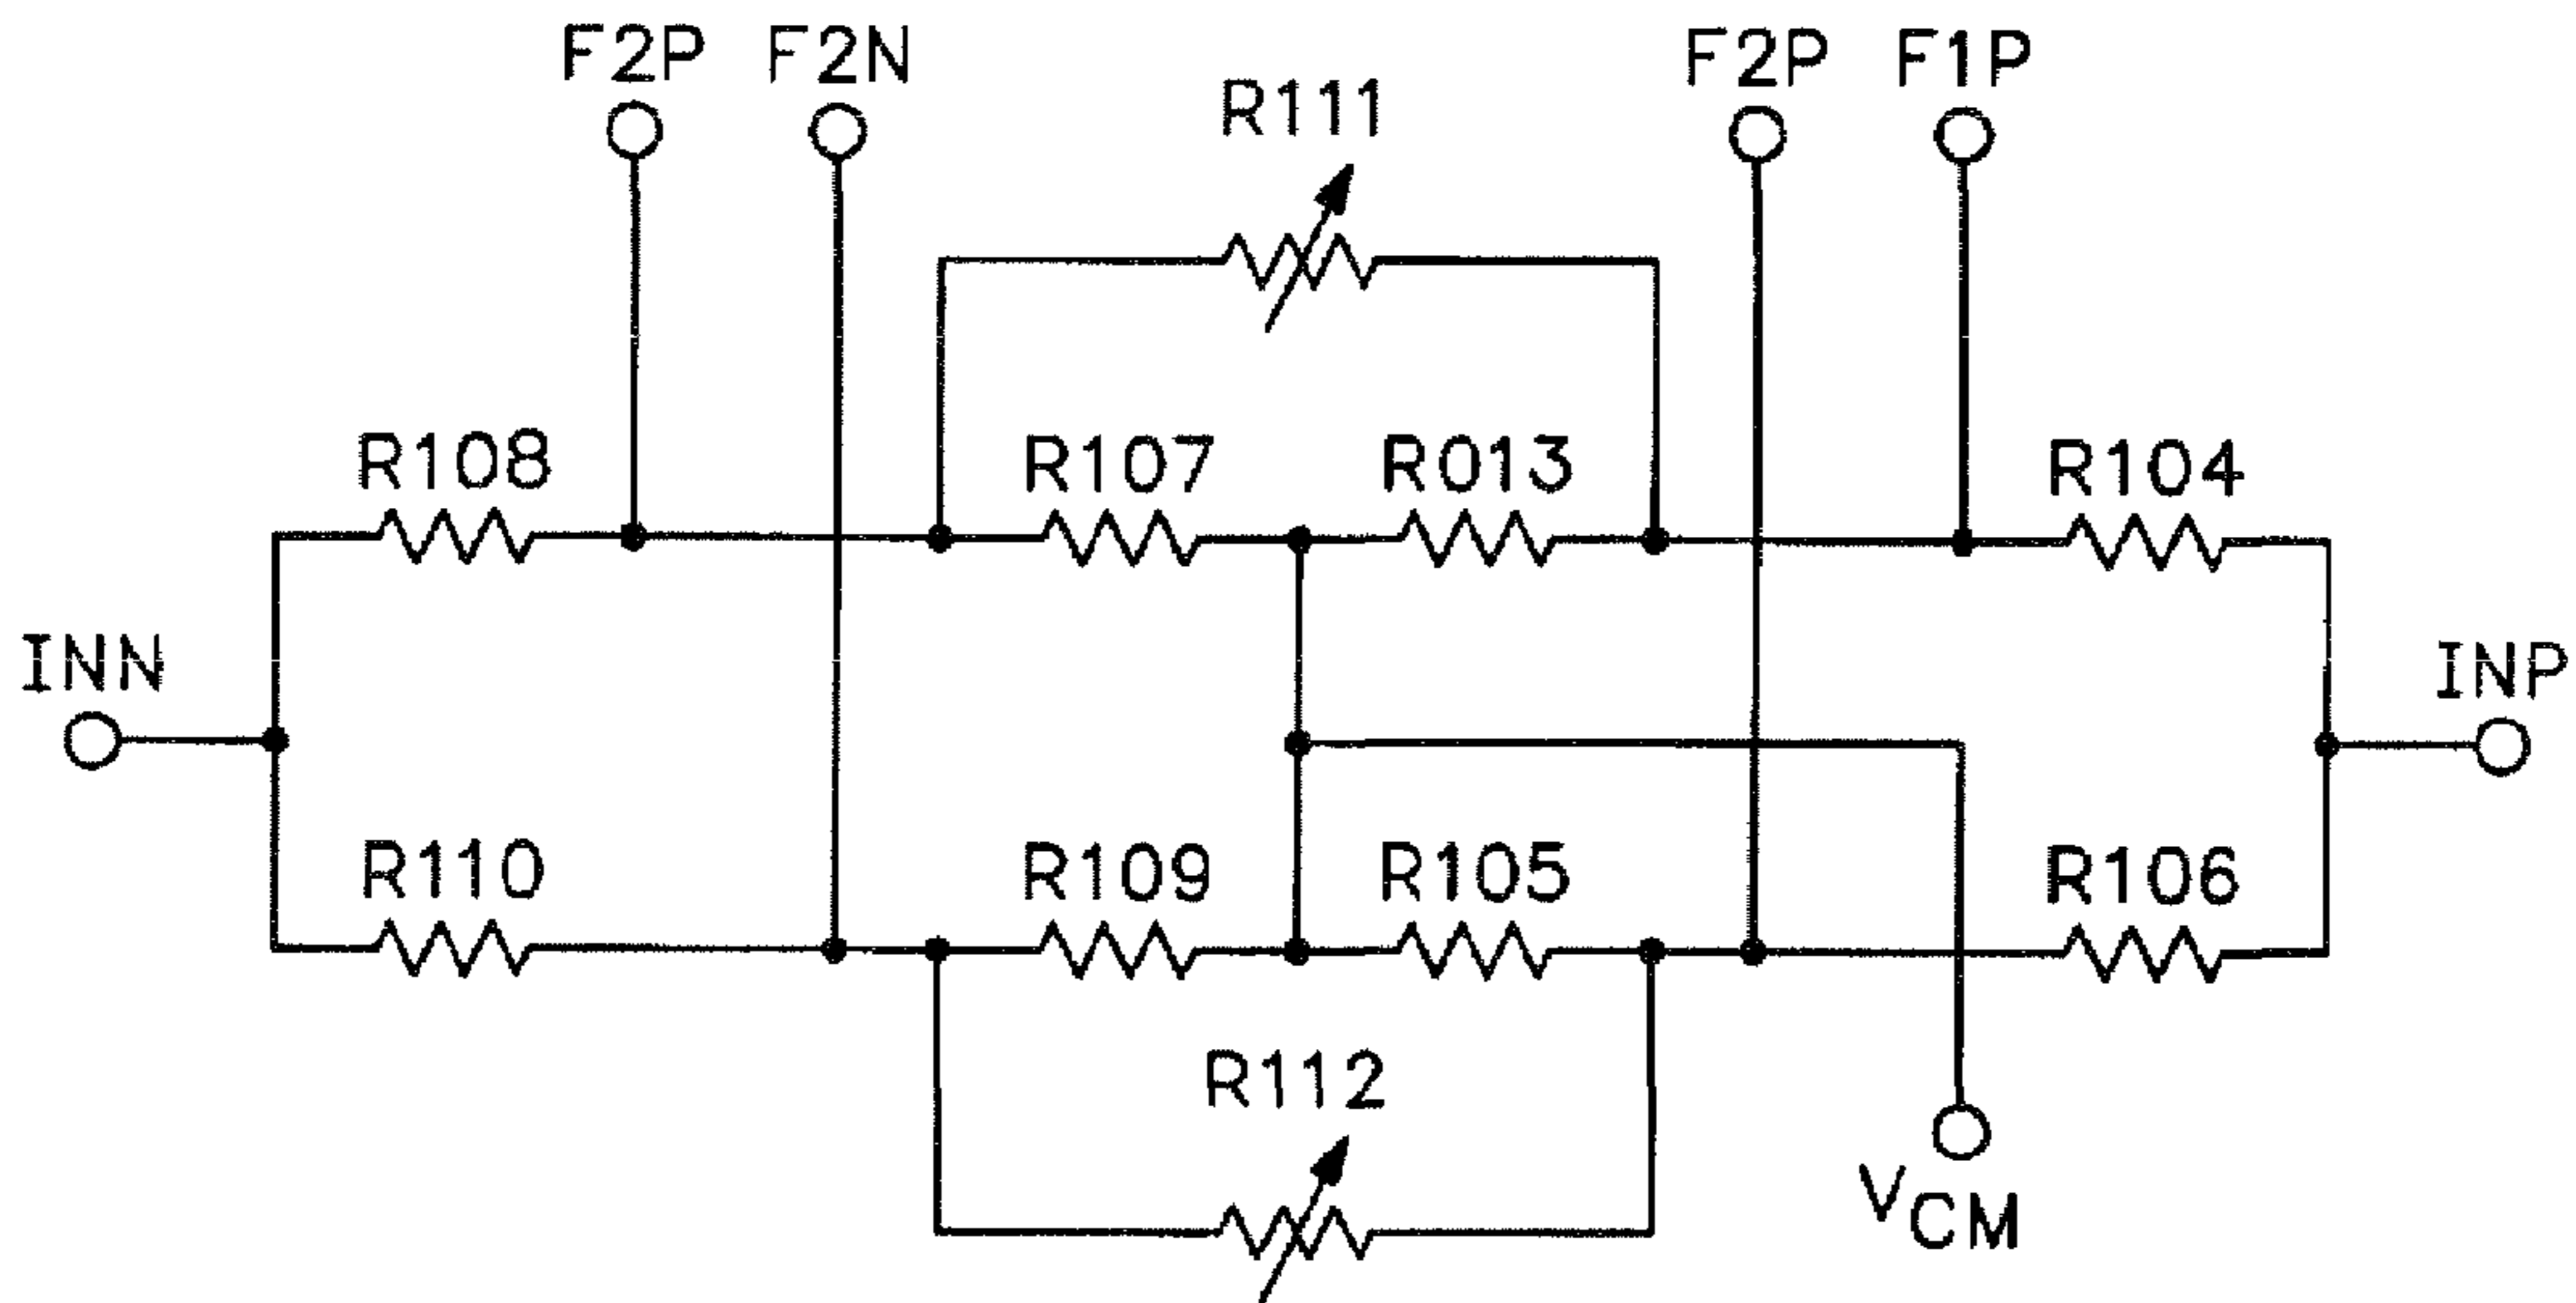 F2P F2N F2P F1P
R111
R108 R107 R013 R104
INN INP
R110 R109 R105 R106
R112
VCM